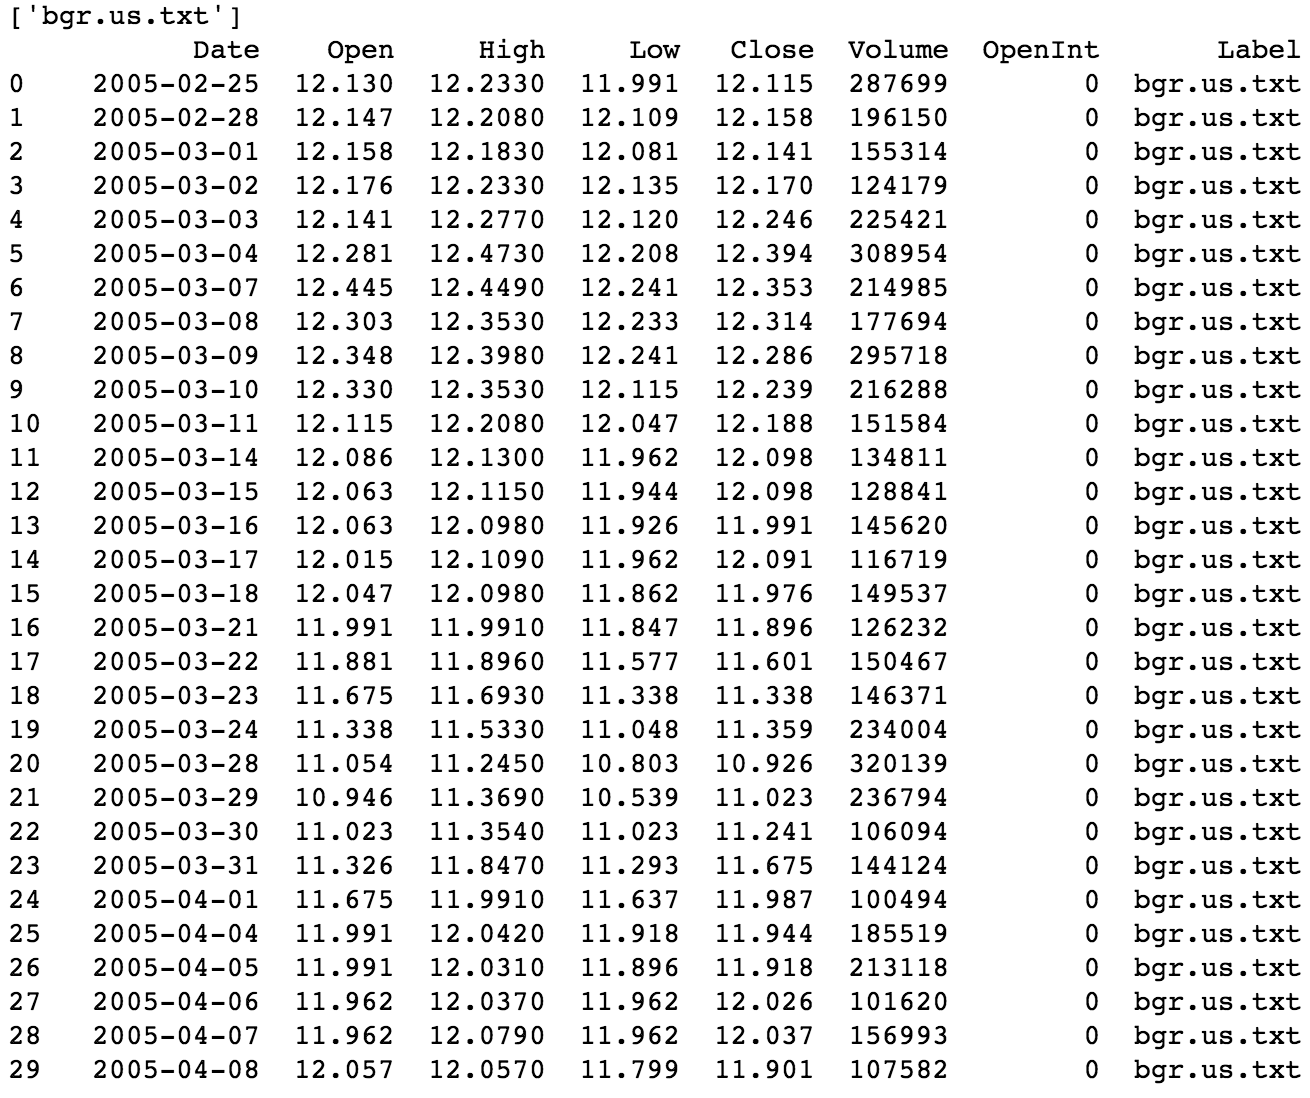 ['bgr.us.txt']
Date Open High Low Close Volume OpenInt Label
0 2005-02-25 12.130 12.2330 11.991 12.115 287699 0 bgr.us.txt
1 2005-02-28 12.147 12.2080 12.109 12.158 196150 0 bgr.us.txt
2 2005-03-01 12.158 12.1830 12.081 12.141 155314 0 bgr.us.txt
3 2005-03-02 12.176 12.2330 12.135 12.170 124179 0 bgr.us.txt
4 2005-03-03 12.141 12.2770 12.120 12.246 225421 0 bgr.us.txt
5 2005-03-04 12.281 12.4730 12.208 12.394 308954 0 bgr.us.txt
6 2005-03-07 12.445 12.4490 12.241 12.353 214985 0 bgr.us.txt
7 2005-03-08 12.303 12.3530 12.233 12.314 177694 0 bgr.us.txt
8 2005-03-09 12.348 12.3980 12.241 12.286 295718 0 bgr.us.txt
9 2005-03-10 12.330 12.3530 12.115 12.239 216288 0 bgr.us.txt
10 2005-03-11 12.115 12.2080 12.047 12.188 151584 0 bgr.us.txt
11 2005-03-14 12.086 12.1300 11.962 12.098 134811 0 bgr.us.txt
12 2005-03-15 12.063 12.1150 11.944 12.098 128841 0 bgr.us.txt
13 2005-03-16 12.063 12.0980 11.926 11.991 145620 0 bgr.us.txt
14 2005-03-17 12.015 12.1090 11.962 12.091 116719 0 bgr.us.txt
15 2005-03-18 12.047 12.0980 11.862 11.976 149537 0 bgr.us.txt
16 2005-03-21 11.991 11.9910 11.847 11.896 126232 0 bgr.us.txt
17 2005-03-22 11.881 11.8960 11.577 11.601 150467 0 bgr.us.txt
18 2005-03-23 11.675 11.6930 11.338 11.338 146371 0 bgr.us.txt
19 2005-03-24 11.338 11.5330 11.048 11.359 234004 0 bgr.us.txt
20 2005-03-28 11.054 11.2450 10.803 10.926 320139 0 bgr.us.txt
21 2005-03-29 10.946 11.3690 10.539 11.023 236794 0 bgr.us.txt
22 2005-03-30 11.023 11.3540 11.023 11.241 106094 0 bgr.us.txt
23 2005-03-31 11.326 11.8470 11.293 11.675 144124 0 bgr.us.txt
24 2005-04-01 11.675 11.9910 11.637 11.987 100494 0 bgr.us.txt
25 2005-04-04 11.991 12.0420 11.918 11.944 185519 0 bgr.us.txt
26 2005-04-05 11.991 12.0310 11.896 11.918 213118 0 bgr.us.txt
27 2005-04-06 11.962 12.0370 11.962 12.026 101620 0 bgr.us.txt
28 2005-04-07 11.962 12.0790 11.962 12.037 156993 0 bgr.us.txt
29 2005-04-08 12.057 12.0570 11.799 11.901 107582 0 bgr.us.txt